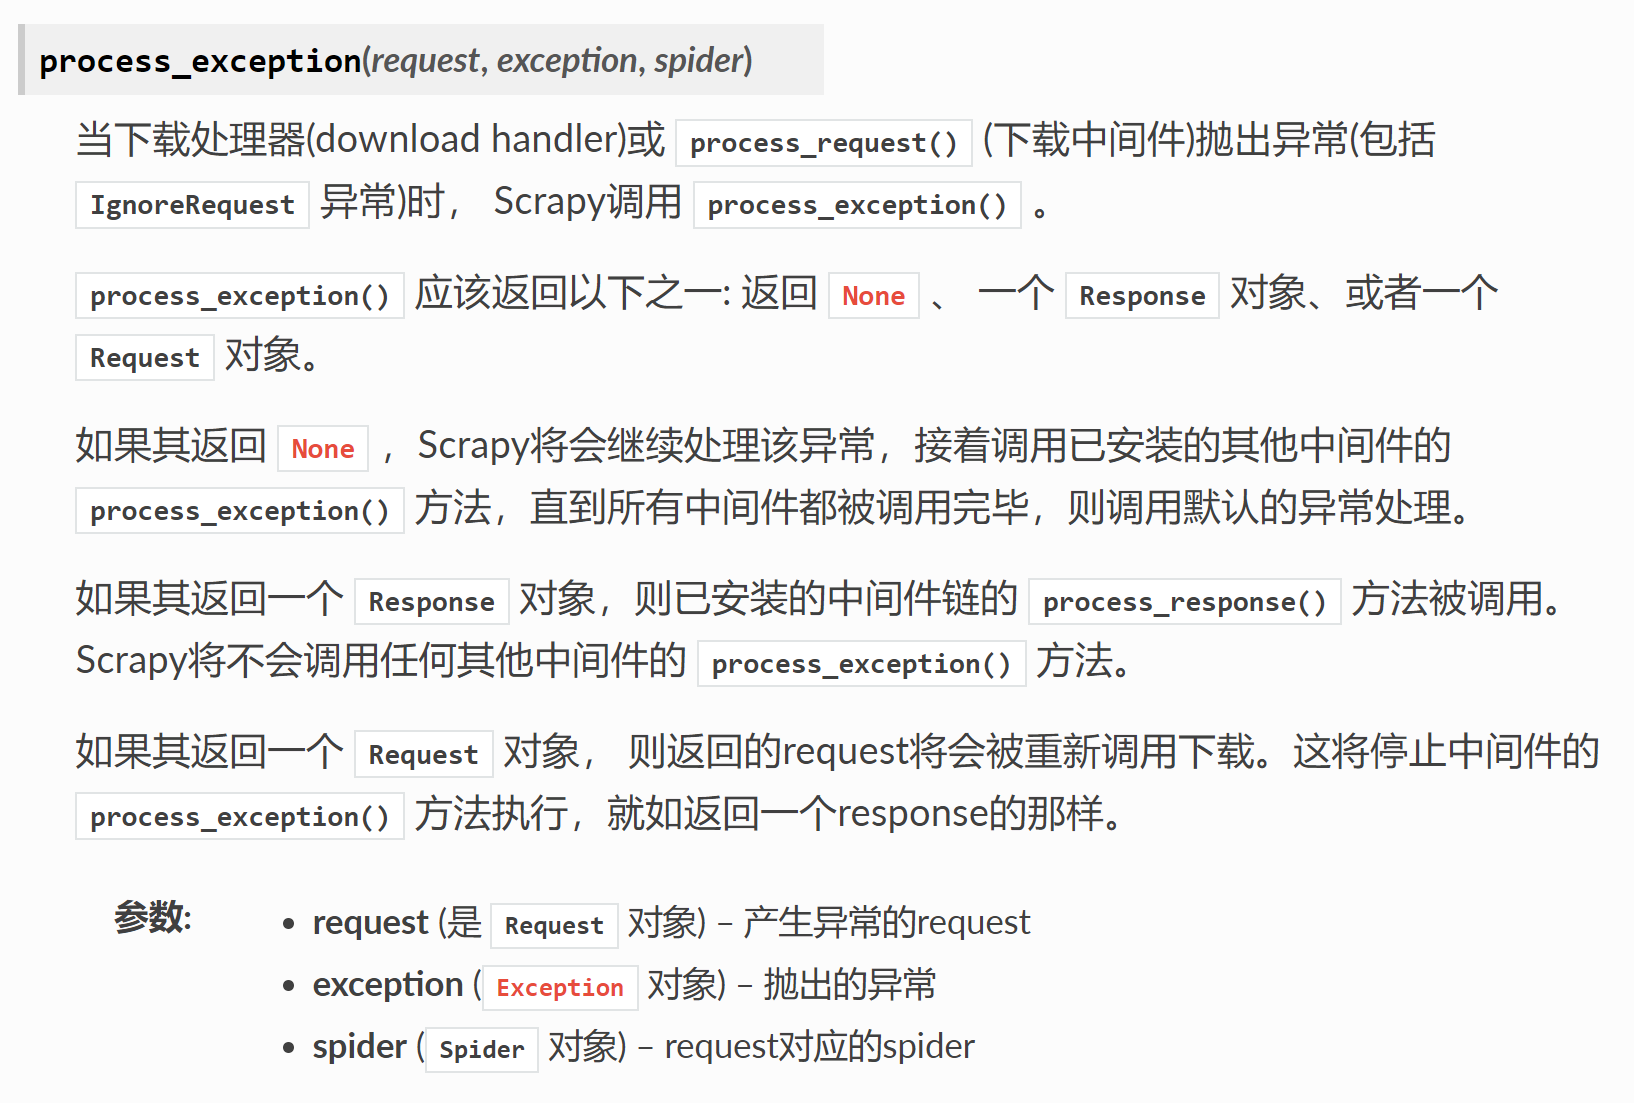 process_exception(request, exception, spider)
当下载处理器(download handler)或 process_request() (下载中间件)抛出异常(包括
IgnoreRequest 异常)时， Scrapy调用 process_exception() 。
process_exception() 应该返回以下之一: 返回 None 、 一个 Response 对象、或者一个
Request 对象。
如果其返回 None ，Scrapy将会继续处理该异常，接着调用已安装的其他中间件的
process_exception() 方法，直到所有中间件都被调用完毕，则调用默认的异常处理。
如果其返回一个 Response 对象，则已安装的中间件链的 process_response() 方法被调用。
Scrapy将不会调用任何其他中间件的 process_exception() 方法。
如果其返回一个 Request 对象， 则返回的request将会被重新调用下载。这将停止中间件的
process_exception() 方法执行，就如返回一个response的那样。
参数: • request (是 Request 对象) – 产生异常的request
• exception (Exception 对象) – 抛出的异常
• spider (Spider 对象) – request对应的spider